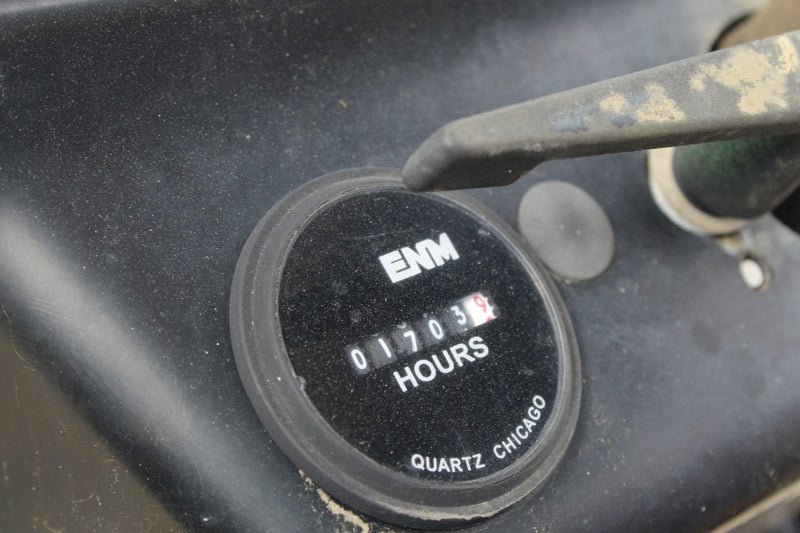 ENM
017039
HOURS
QUARTZ CHICAGO